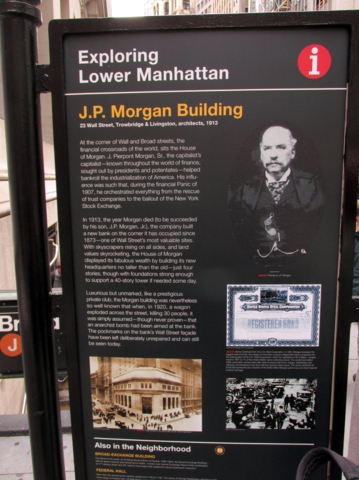 Exploring
Lower Manhattan
i
J.P. Morgan Building
23 Wall Street, Trowbridge & Livingston, architects, 1913
At the corner of Wall and Broad streets, the
financial crossroads of the world, sits the House
of Morgan. J. Pierpont Morgan, Sr., the capitalist's
capitalist—known throughout the world of finance,
sought out by presidents and potentates—helped
bankroll the industrialization of America. His influ-
ence was such that, during the financial Panic of
1907, he orchestrated everything from the rescue
of trust companies to the bailout of the New York
Stock Exchange.
In 1913, the year Morgan died (to be succeeded
by his son, J.P. Morgan, Jr.), the company built
a new bank on the corner it has occupied since
1873—one of Wall Street's most valuable sites.
With skyscrapers rising on all sides, and land
values skyrocketing, the House of Morgan
displayed its fabulous wealth by building its new
headquarters no taller than the old—just four
stories, though with foundations strong enough
to support a 40-story tower if needed some day.
Luxurious but unmarked, like a prestigious
private club, the Morgan building was nevertheless
so well known that when, in 1920, a wagon
exploded across the street, killing 30 people, it
was simply assumed—though never proven—that
an anarchist bomb had been aimed at the bank.
The pockmarks on the bank's Wall Street façade
have been left deliberately unrepaired and can still
be seen today.
REGISTERED BOND
Br
J
Also in the Neighborhood
BROAD-EXCHANGE BUILDING
FEDERAL HALL